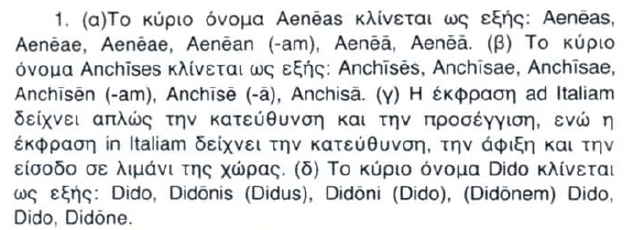 1. (α)Το κύριο όνομα Aenēas κλίνεται ως εξής: Aenēas,
Aenēae, Aenēae, Aenēan (-am), Aenēā, Aenēā. (β) Το κύριο
όνομα Anchīses κλίνεται ως εξής: Anchīsēs, Anchīsae, Anchīsae,
Anchīsēn (-am), Anchīsē (-ā), Anchisā. (γ) Η έκφραση ad Italiam
δείχνει απλώς την κατεύθυνση και την προσέγγιση, ενώ η
έκφραση in Italiam δείχνει την κατεύθυνση, την άφιξη και την
είσοδο σε λιμάνι της χώρας. (δ) Το κύριο όνομα Dido κλίνεται
ως εξής: Dido, Didōnis (Didus), Didōni (Dido), (Didōnem) Dido,
Dido, Didōne.